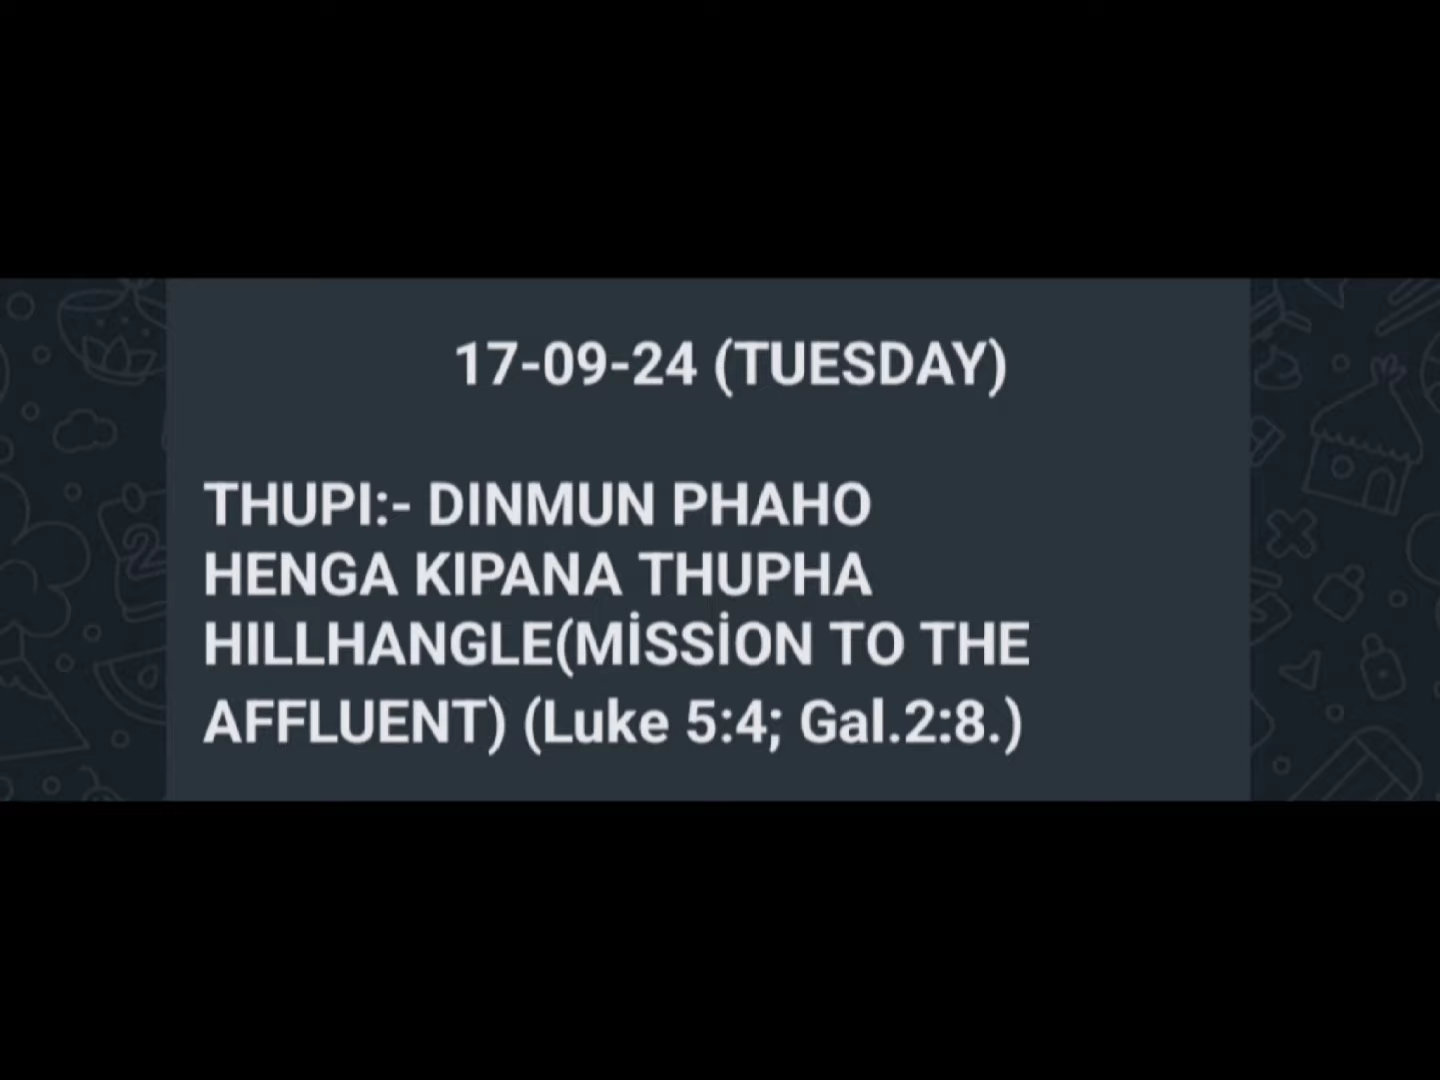 17-09-24 (TUESDAY)
THUPI:- DINMUN PHAHO
HENGA KIPANA THUPHA
HILLHANGLE(MİSSİON TO THE
AFFLUENT) (Luke 5:4; Gal.2:8.)